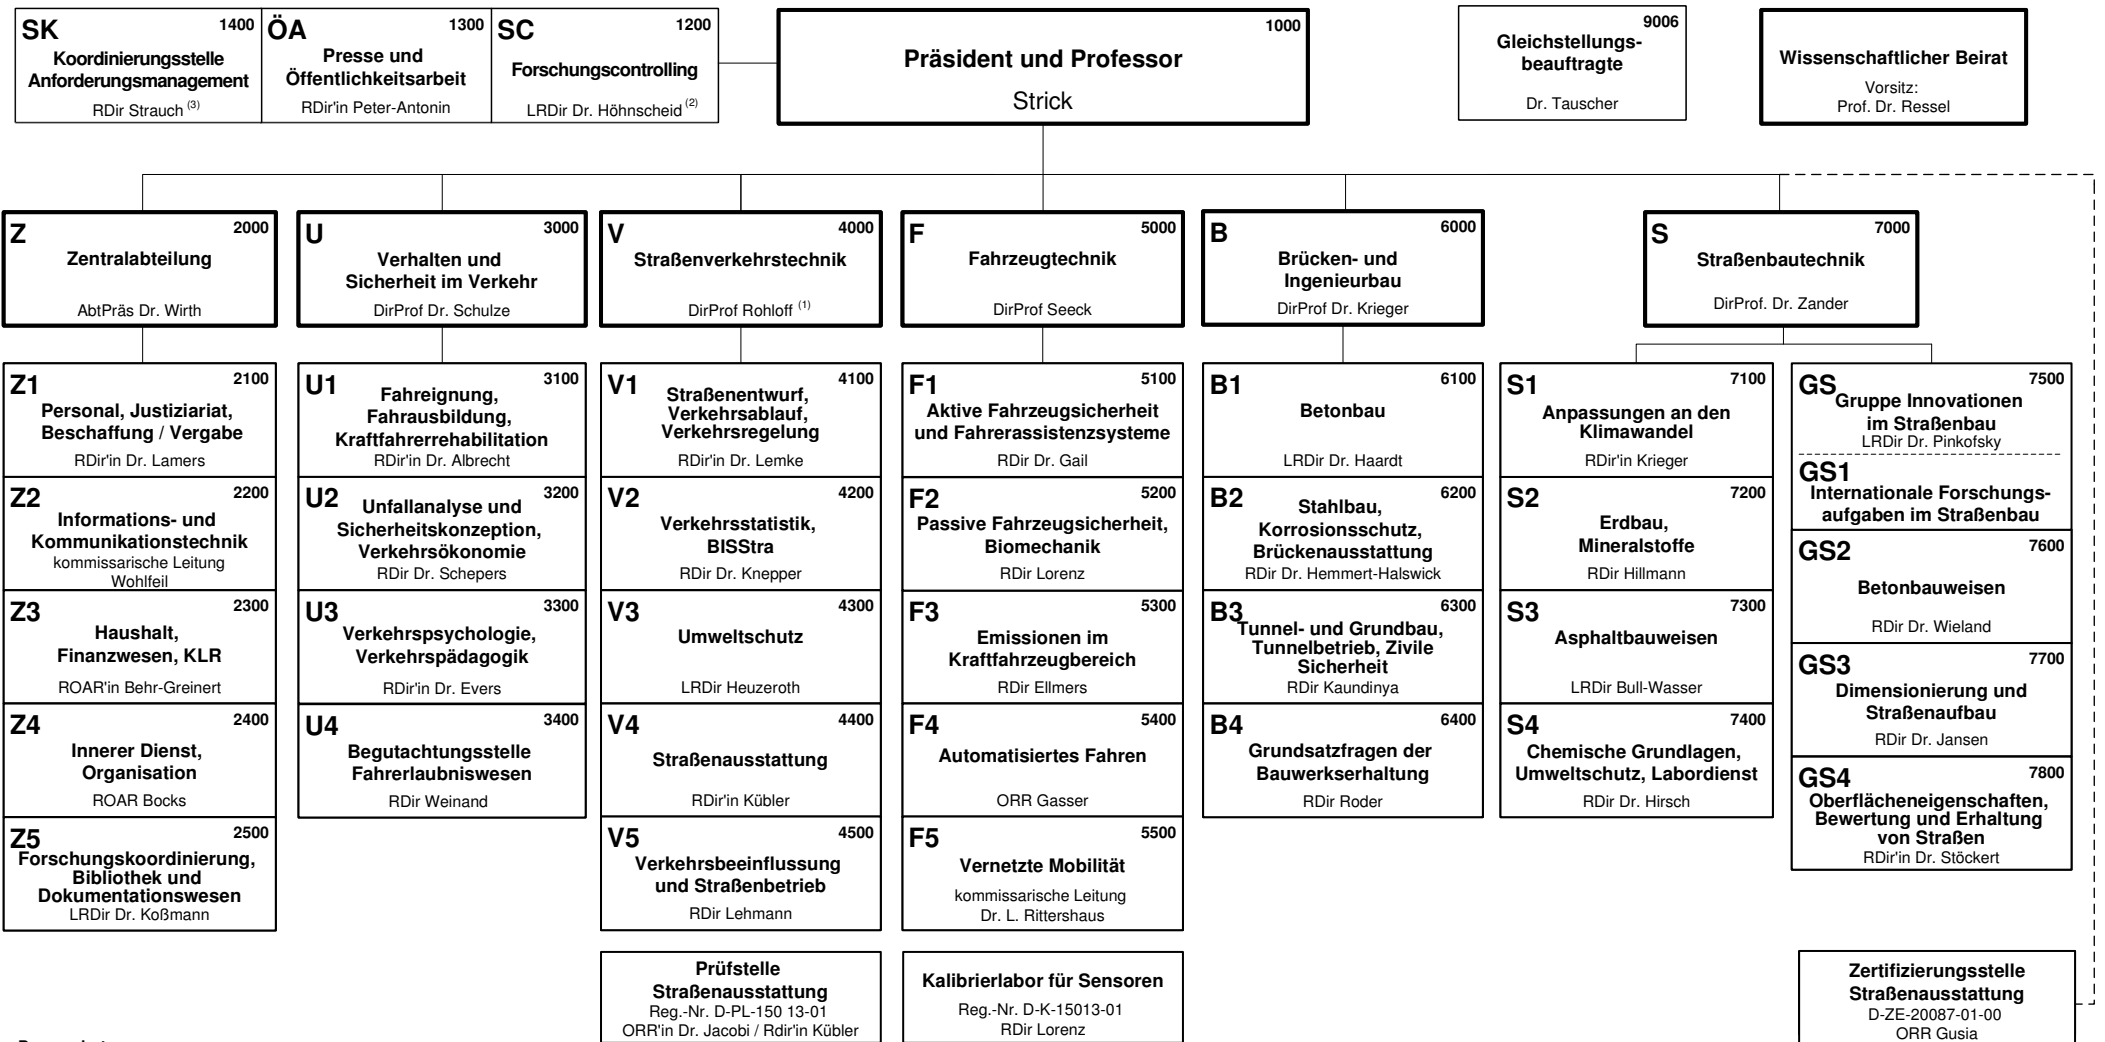 SK 1400
Koordinierungsstelle
Anforderungsmanagement
RDir Strauch (3)
ÖA 1300
Presse und
Öffentlichkeitsarbeit
RDir'in Peter-Antonin
SC 1200
Forschungscontrolling
LRDir Dr. Höhnscheid (2)
1000
Präsident und Professor
Strick
9006
Gleichstellungs-
beauftragte
Dr. Tauscher
Wissenschaftlicher Beirat
Vorsitz:
Prof. Dr. Ressel
Z 2000
Zentralabteilung
AbtPräs Dr. Wirth
U 3000
Verhalten und
Sicherheit im Verkehr
DirProf Dr. Schulze
V 4000
Straßenverkehrstechnik
DirProf Rohloff (1)
F 5000
Fahrzeugtechnik
DirProf Seeck
B 6000
Brücken- und
Ingenieurbau
DirProf Dr. Krieger
S 7000
Straßenbautechnik
DirProf. Dr. Zander
Z1 2100
Personal, Justiziariat,
Beschaffung / Vergabe
RDir'in Dr. Lamers
Z2 2200
Informations- und
Kommunikationstechnik
kommissarische Leitung
Wohlfeil
Z3 2300
Haushalt,
Finanzwesen, KLR
ROAR'in Behr-Greinert
Z4 2400
Innerer Dienst,
Organisation
ROAR Bocks
Z5 2500
Forschungskoordinierung,
Bibliothek und
Dokumentationswesen
LRDir Dr. Koßmann
U1 3100
Fahreignung,
Fahrausbildung,
Kraftfahrerrehabilitation
RDir'in Dr. Albrecht
U2 3200
Unfallanalyse und
Sicherheitskonzeption,
Verkehrsökonomie
RDir Dr. Schepers
U3 3300
Verkehrspsychologie,
Verkehrspädagogik
RDir'in Dr. Evers
U4 3400
Begutachtungsstelle
Fahrerlaubniswesen
RDir Weinand
V1 4100
Straßenentwurf,
Verkehrsablauf,
Verkehrsregelung
RDir'in Dr. Lemke
V2 4200
Verkehrsstatistik,
BISStra
RDir Dr. Knepper
V3 4300
Umweltschutz
LRDir Heuzeroth
V4 4400
Straßenausstattung
RDir'in Kübler
V5 4500
Verkehrsbeeinflussung
und Straßenbetrieb
RDir Lehmann
Prüfstelle
Straßenausstattung
Reg.-Nr. D-PL-150 13-01
ORR'in Dr. Jacobi / Rdir'in Kübler
F1 5100
Aktive Fahrzeugsicherheit
und Fahrerassistenzsysteme
RDir Dr. Gail
F2 5200
Passive Fahrzeugsicherheit,
Biomechanik
RDir Lorenz
F3 5300
Emissionen im
Kraftfahrzeugbereich
RDir Ellmers
F4 5400
Automatisiertes Fahren
ORR Gasser
F5 5500
Vernetzte Mobilität
kommissarische Leitung
Dr. L. Rittershaus
Kalibrierlabor für Sensoren
Reg.-Nr. D-K-15013-01
RDir Lorenz
B1 6100
Betonbau
LRDir Dr. Haardt
B2 6200
Stahlbau,
Korrosionsschutz,
Brückenausstattung
RDir Dr. Hemmert-Halswick
B3 6300
Tunnel- und Grundbau,
Tunnelbetrieb, Zivile
Sicherheit
RDir Kaundinya
B4 6400
Grundsatzfragen der
Bauwerkserhaltung
RDir Roder
S1 7100
Anpassungen an den
Klimawandel
RDir'in Krieger
S2 7200
Erdbau,
Mineralstoffe
RDir Hillmann
S3 7300
Asphaltbauweisen
LRDir Bull-Wasser
S4 7400
Chemische Grundlagen,
Umweltschutz, Labordienst
RDir Dr. Hirsch
GS 7500
Gruppe Innovationen
im Straßenbau
LRDir Dr. Pinkofsky
GS1
Internationale Forschungs-
aufgaben im Straßenbau
GS2 7600
Betonbauweisen
RDir Dr. Wieland
GS3 7700
Dimensionierung und
Straßenaufbau
RDir Dr. Jansen
GS4 7800
Oberflächeneigenschaften,
Bewertung und Erhaltung
von Straßen
RDir'in Dr. Stöckert
Zertifizierungsstelle
Straßenausstattung
D-ZE-20087-01-00
ORR Gusia